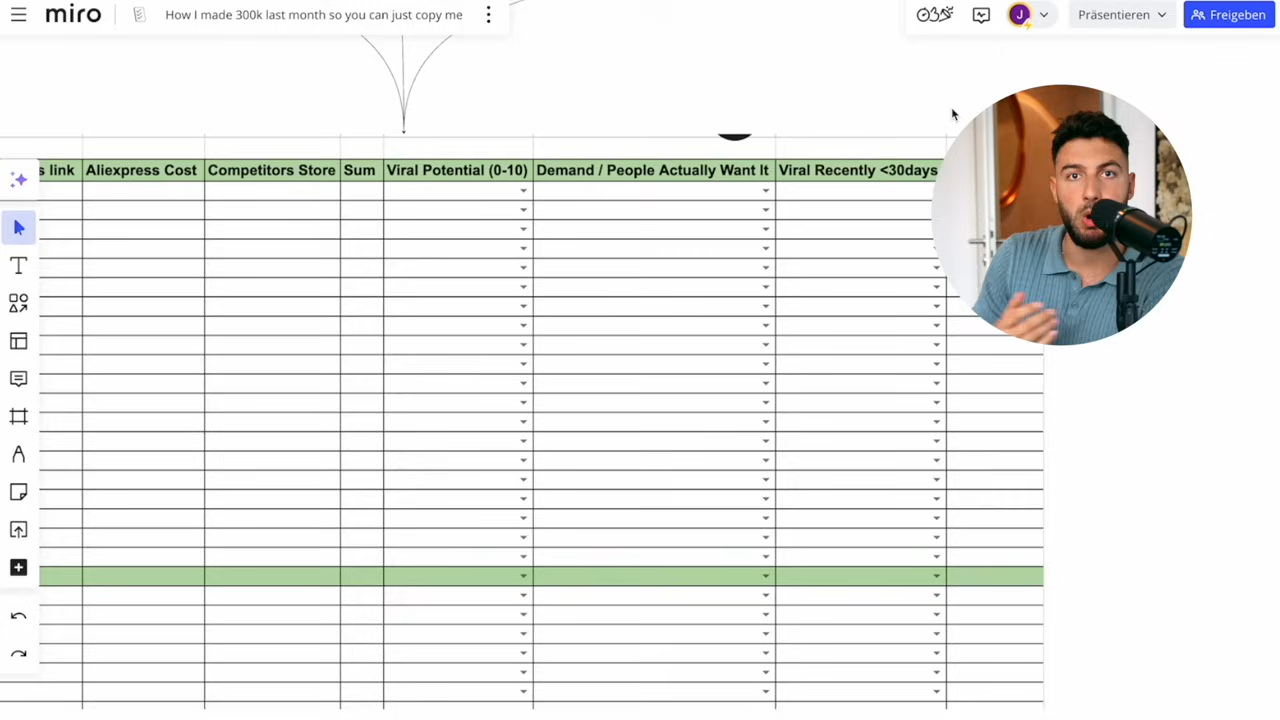 miro
How I made 300k last month so you can just copy me
J
Präsentieren
Freigeben
s link
Aliexpress Cost
Competitors Store
Sum
Viral Potential (0-10)
Demand / People Actually Want It
Viral Recently <30days